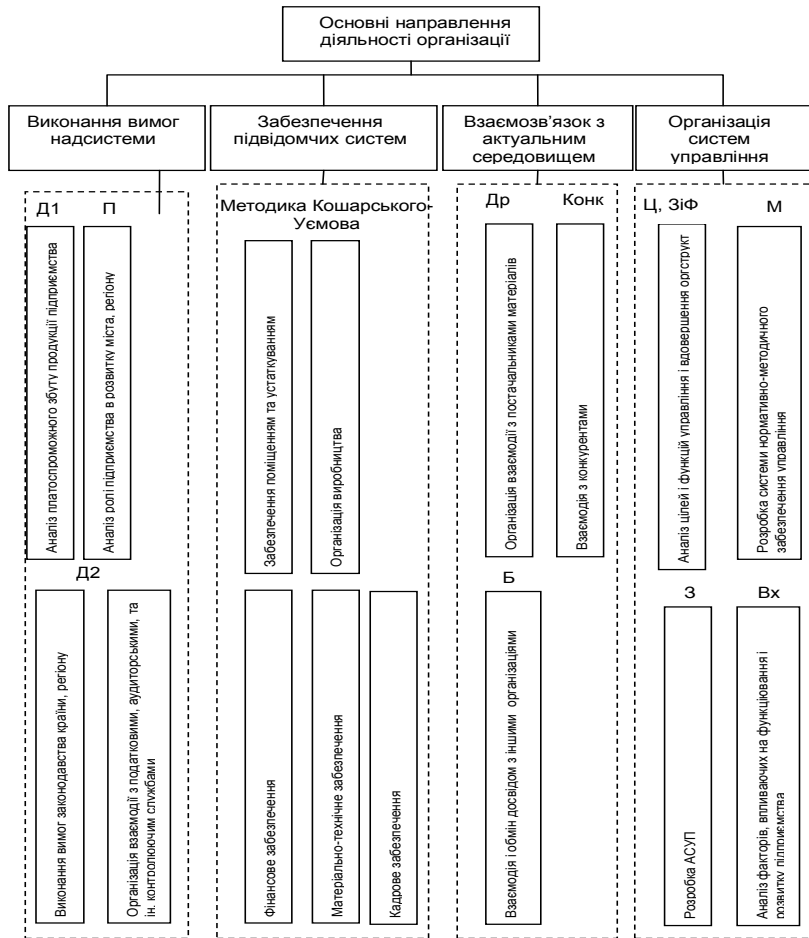 Основні направлення
діяльності організації
Виконання вимог
надсистеми
Забезпечення
підвідомчих систем
Взаємозв'язок з
актуальним
середовищем
Організація
систем
управління
Д1
П
Аналіз платоспроможного збуту продукції підприємства
Аналіз ролі підприємства в розвитку міста, регіону
Д2
Виконання вимог законодавства країни, регіону
Організація взаємодії з податковими, аудиторськими, та
ін. контролюючим службами
Методика Кошарського-
Уємова
Забезпечення поміщенням та устаткуванням
Організація виробництва
Фінансове забезпечення
Матеріально-технічне забезпечення
Кадрове забезпечення
Др
Конк
Організація взаємодії з постачальниками матеріалів
Взаємодія з конкурентами
Б
Взаємодія і обмін досвідом з іншими організаціями
Ц, ЗіФ
М
Аналіз цілей і функцій управління і вдовершення оргструкт
Розробка системи нормативно-методичного
забезпечення управління
З
Вх
Розробка АСУП
Аналіз факторів, впливаючих на функціювання і
розвитку підприємства